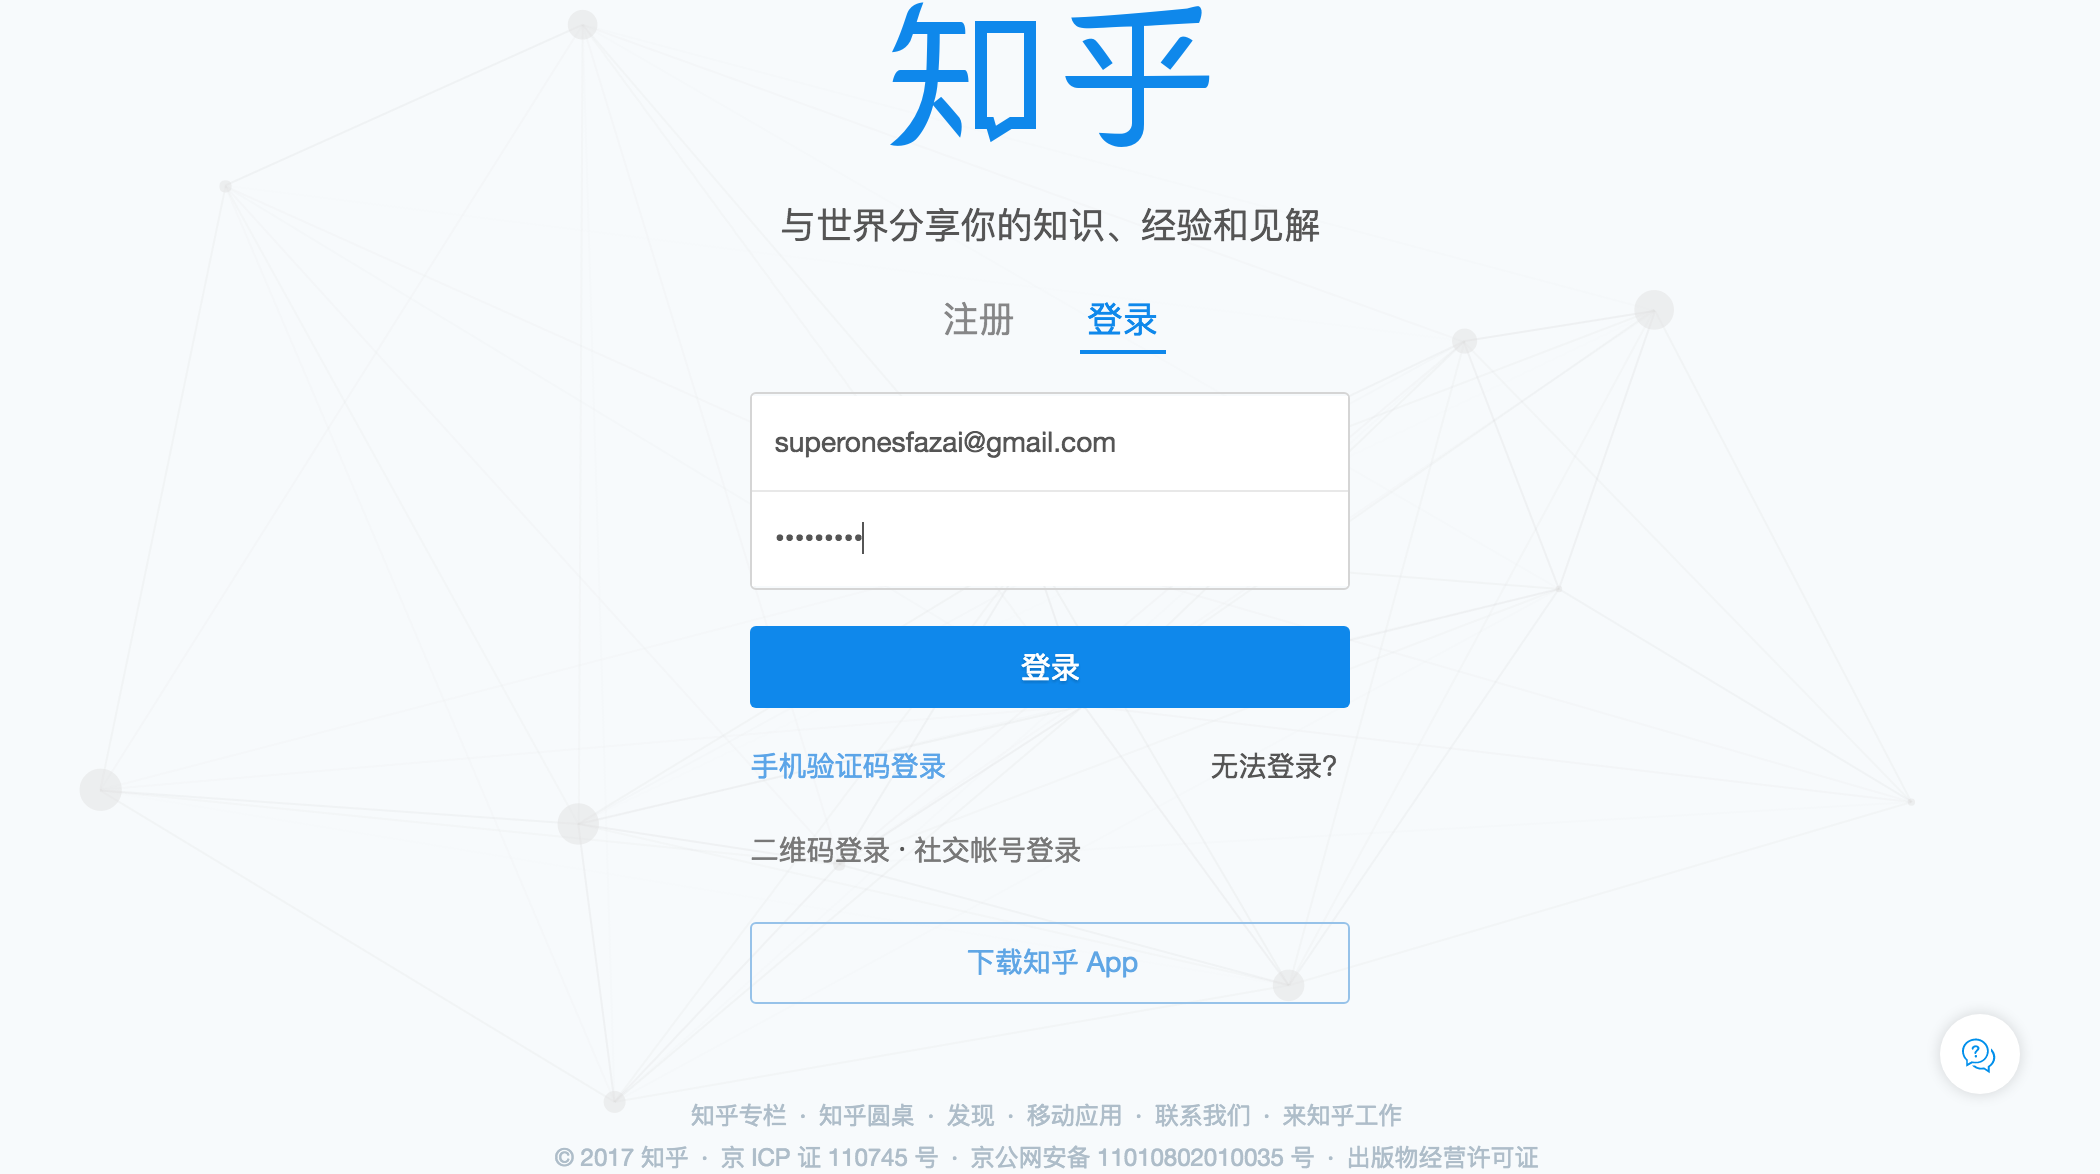 知乎
与世界分享你的知识、经验和见解
注册 登录
superonesfazai@gmail.com
•••••••••
登录
手机验证码登录 无法登录?
二维码登录 · 社交帐号登录
下载知乎 App
知乎专栏 · 知乎圆桌 · 发现 · 移动应用 · 联系我们 · 来知乎工作
© 2017 知乎 · 京 ICP 证 110745 号 · 京公网安备 11010802010035 号 · 出版物经营许可证